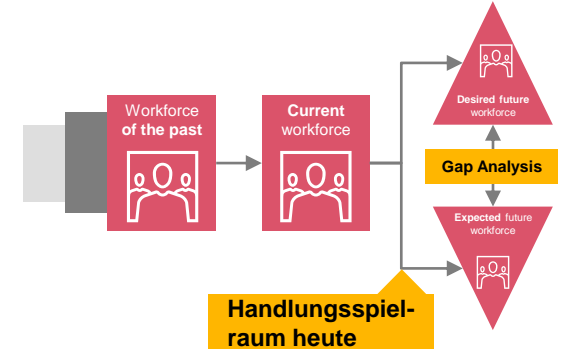 Workforce
of the past
Current
workforce
Desired future
workforce
Gap Analysis
Expected future
workforce
Handlungsspiel-
raum heute